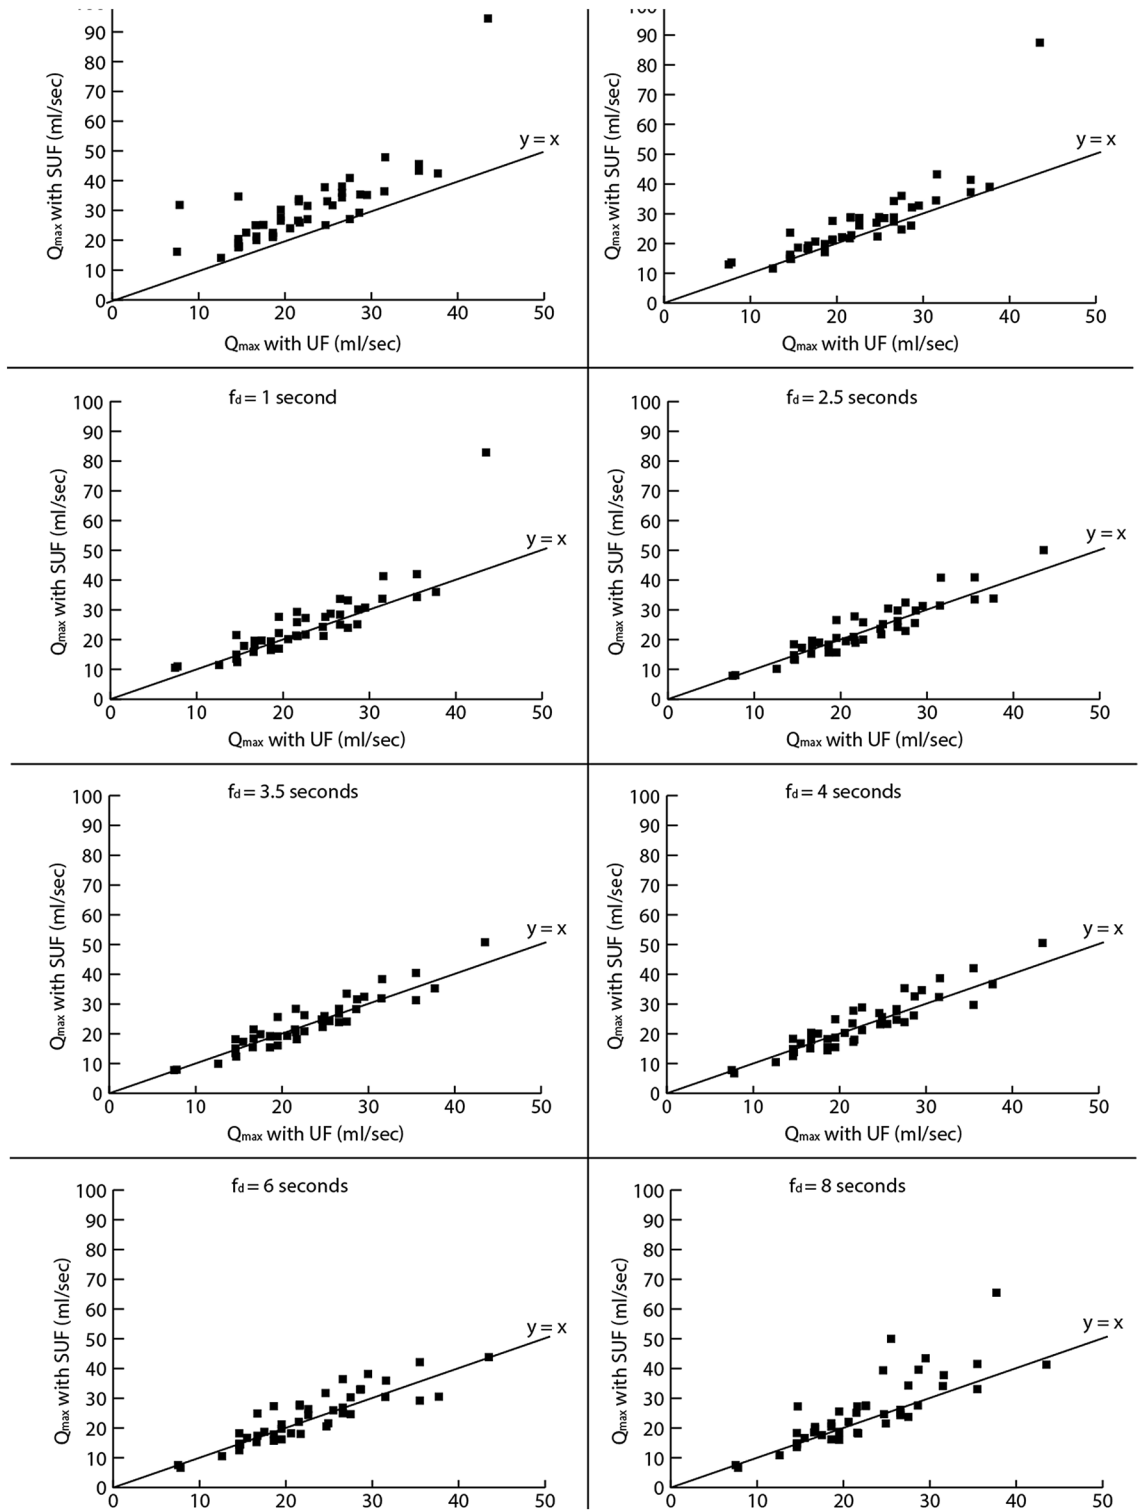 100
90
80
70
60
50
40
30
20
10
0
Qmax with SUF (ml/sec)
y = x
0 10 20 30 40 50
Qmax with UF (ml/sec)
100
90
80
70
60
50
40
30
20
10
0
Qmax with SUF (ml/sec)
y = x
0 10 20 30 40 50
Qmax with UF (ml/sec)
fd = 1 second
100
90
80
70
60
50
40
30
20
10
0
Qmax with SUF (ml/sec)
y = x
0 10 20 30 40 50
Qmax with UF (ml/sec)
fd = 2.5 seconds
100
90
80
70
60
50
40
30
20
10
0
Qmax with SUF (ml/sec)
y = x
0 10 20 30 40 50
Qmax with UF (ml/sec)
fd = 3.5 seconds
100
90
80
70
60
50
40
30
20
10
0
Qmax with SUF (ml/sec)
y = x
0 10 20 30 40 50
Qmax with UF (ml/sec)
fd = 4 seconds
100
90
80
70
60
50
40
30
20
10
0
Qmax with SUF (ml/sec)
y = x
0 10 20 30 40 50
Qmax with UF (ml/sec)
fd = 6 seconds
100
90
80
70
60
50
40
30
20
10
0
Qmax with SUF (ml/sec)
y = x
0 10 20 30 40 50
fd = 8 seconds
100
90
80
70
60
50
40
30
20
10
0
Qmax with SUF (ml/sec)
y = x
0 10 20 30 40 50